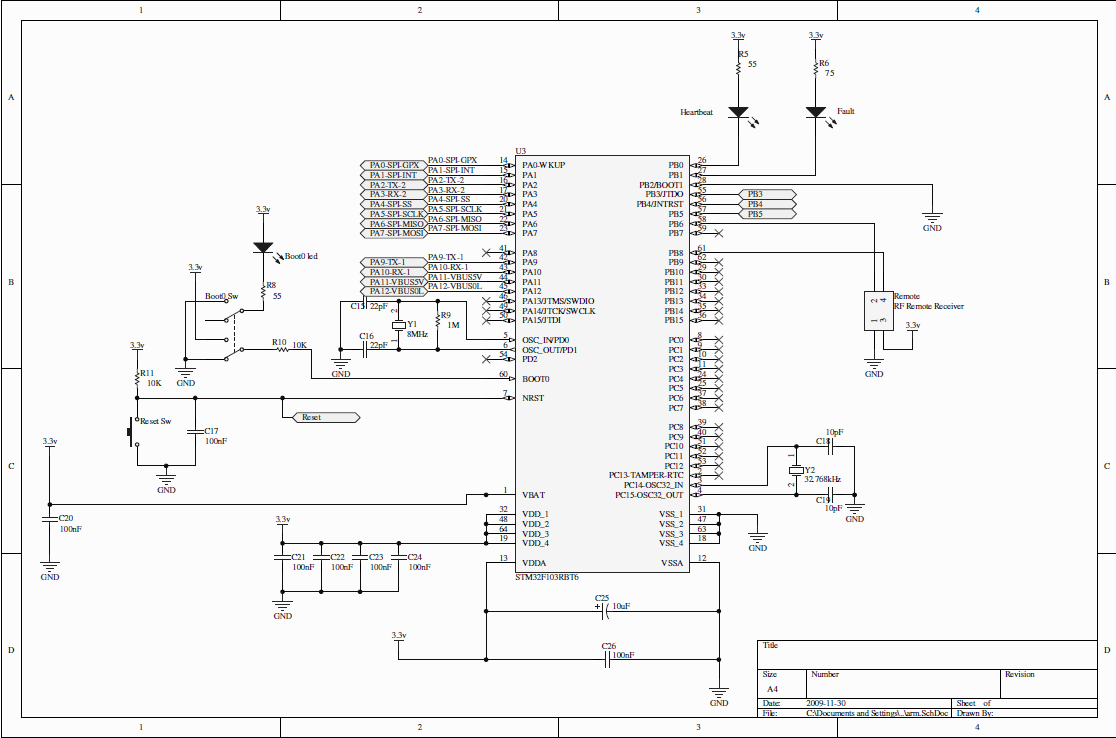 1 2 3 4
A A
B B
C C
D D
1 2 3 4
3.3v
R5
55
Heartbeat
3.3v
R6
75
Fault
U3
PA0-SPI-GPX PA0-SPI-GPX 14 PA0-WKUP
PA1-SPI-INT PA1-SPI-INT PA1
PA2-TX-2 PA2-TX-2 16 PA2
PA3-RX-2 PA3-RX-2 PA3
PA4-SPI-SS PA4-SPI-SS 20 PA4
PA5-SPI-SCLK PA5-SPI-SCLK PA5
PA6-SPI-MISO PA6-SPI-MISO PA6
PA7-SPI-MOSI PA7-SPI-MOSI 23 PA7
41 PA8
PA9-TX-1 PA9-TX-1 PA9
PA10-RX-1 PA10-RX-1 PA10
PA11-VBUS5V PA11-VBUS5V 44 PA11
PA12-VBUS0L PA12-VBUS0L PA12
46 PA13/JTMS/SWDIO
49 PA14/JTCK/SWCLK
50 PA15/JTDI
5 OSC_IN/PD0
6 OSC_OUT/PD1
54 PD2
60 BOOT0
7 NRST
1 VBAT
32 VDD_1
48 VDD_2
64 VDD_3
19 VDD_4
13 VDDA
STM32F103RBT6
PB0 26
PB1 27
PB2/BOOT1 28
PB3/JTDO 55 PB3
PB4/JNTRST 56 PB4
PB5 57 PB5
PB6 58
PB7 59
PB8 61
PB9 62
PB10 29
PB11 30
PB12 33
PB13 34
PB14 35
PB15 36
PC0 8
PC1
PC2 10
PC3 11
PC4 24
PC5 25
PC6 37
PC7 38
PC8 39
PC9 40
PC10 51
PC11 52
PC12 53
PC13-TAMPER-RTC
PC14-OSC32_IN
PC15-OSC32_OUT
VSS_1 31
VSS_2 47
VSS_3 63
VSS_4 18
VSSA 12
GND
2 4
1 3
Remote
RF Remote Receiver
3.3v
GND
3.3v
Boot0 led
R8
55
3.3v
Boot0 Sw
GND
R10 10K
C15 22pF
C16
22pF
GND
2
1
Y1
8MHz
R9
1M
3.3v
R11
10K
Reset Sw
C17
100nF
GND
Reset
3.3v
C20
100nF
GND
3.3v
C21
100nF
C22
100nF
C23
100nF
C24
100nF
GND
10pF
C18
1
2
Y2
32.768kHz
C19
10pF
GND
GND
C25
+
10uF
C26
100nF
3.3v
GND
Title
Size
A4
Number
Revision
Date: 2009-11-30 Sheet of
File: C:\Documents and Settings\..\arm.SchDoc Drawn By: